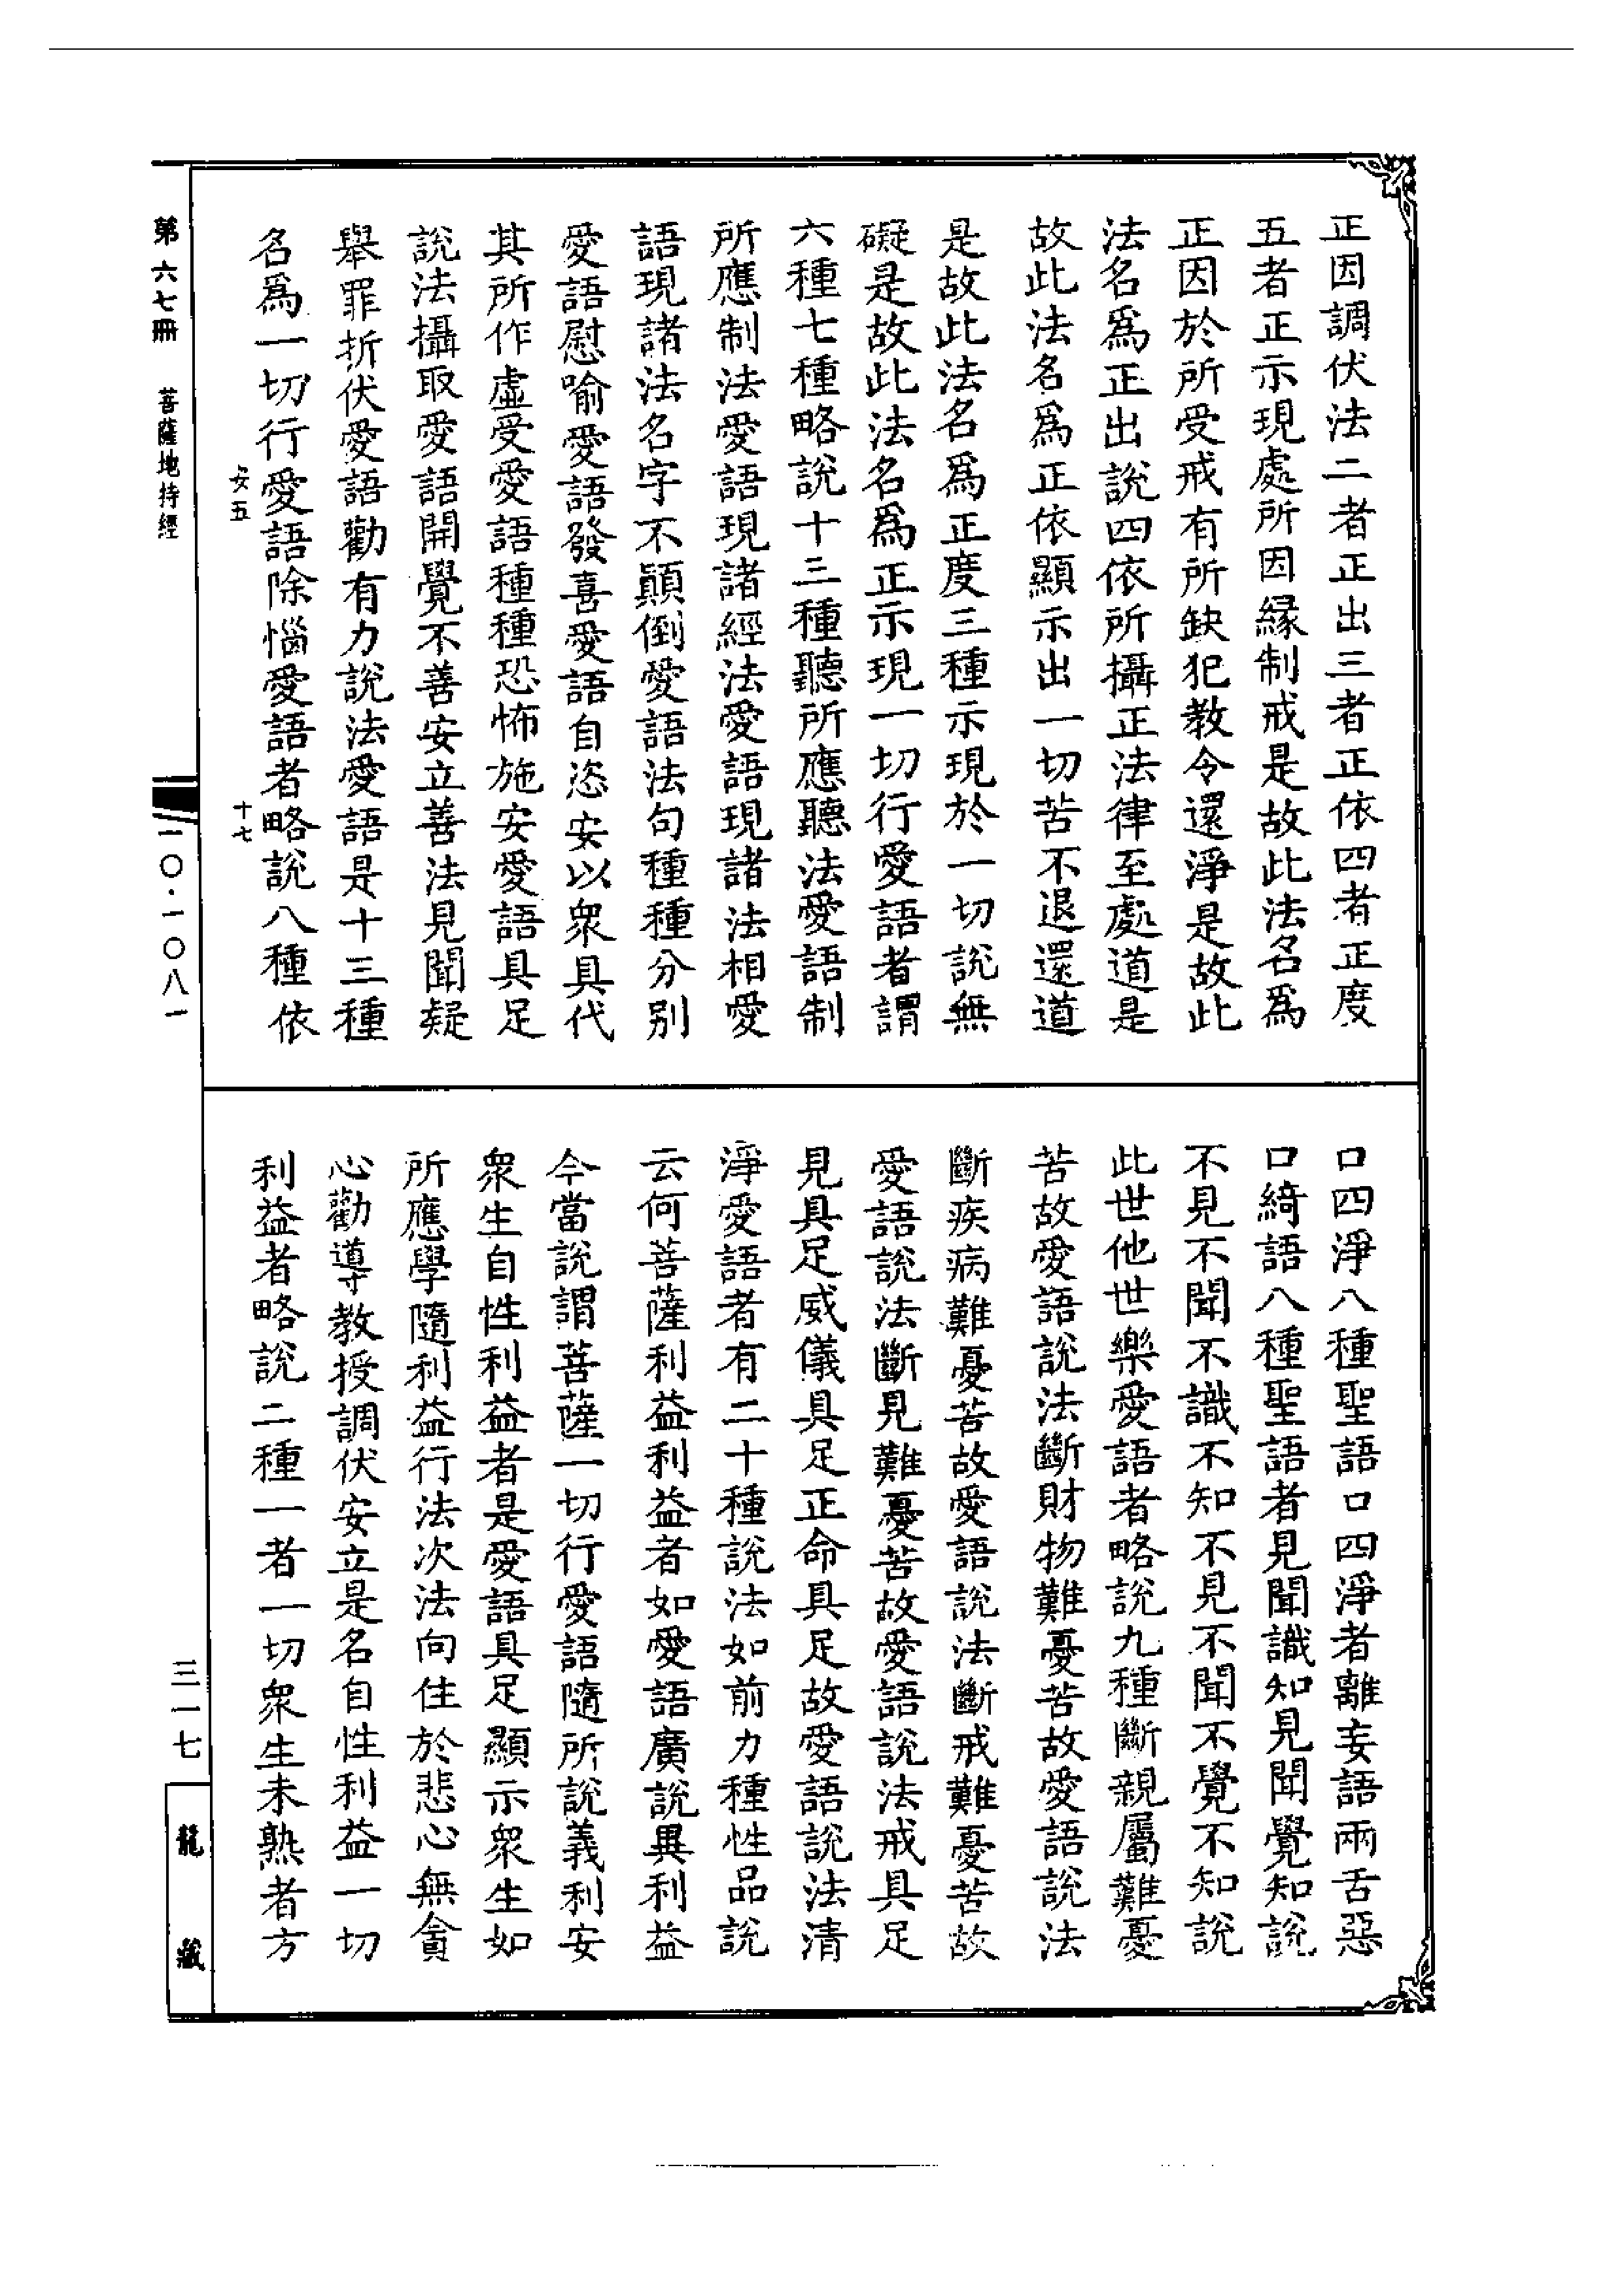 正因調伏法二者正出三者正依四者正度
五者正示現處所因緣制戒是故此法名爲
正因於所受戒有所缺犯教令還淨是故此
法名爲正出說四依所攝正法律至處道是
故此法名爲正依顯示出一切苦不退還道
是故此法名爲正度三種示現於一切說無
礙是故此法名爲正示現一切行愛語者謂
六種七種略說十三種聽所應聽法愛語制
所應制法愛語現諸經法愛語現諸法相愛
語現諸法名字不顛倒愛語法句種種分別
愛語慰喻愛語發喜愛語自恣安以衆具代
其所作虛受愛語種種恐怖施安愛語具足
說法攝取愛語開覺不善安立善法見聞疑
舉罪折伏愛語勸有力說法愛語是十三種
名爲一切行愛語除惱愛語者略說八種依
安五 十七
口四淨八種聖語口四淨者離妄語兩舌惡
口綺語八種聖語者見聞識知見聞覺知說
不見不聞不識不知不見不聞不覺不知說
此世他世樂愛語者略說九種斷親屬難憂
苦故愛語說法斷財物難憂苦故愛語說法
斷疾病難憂苦故愛語說法斷戒難憂苦故
愛語說法斷見難憂苦故愛語說法戒具足
見具足威儀具足正命具足故愛語說法清
淨愛語者有二十種說法如前力種性品說
云何菩薩利益利益者如愛語廣說異利益
今當說謂菩薩一切行愛語隨所說義利安
衆生自性利益者是愛語具足顯示衆生如
所應學隨利益行法次法向住於悲心無貪
心勸導教授調伏安立是名自性利益一切
利益者略說二種一者一切衆生未熟者方
第六七冊 菩薩地持經
一〇·一〇八一
三一七
龍藏